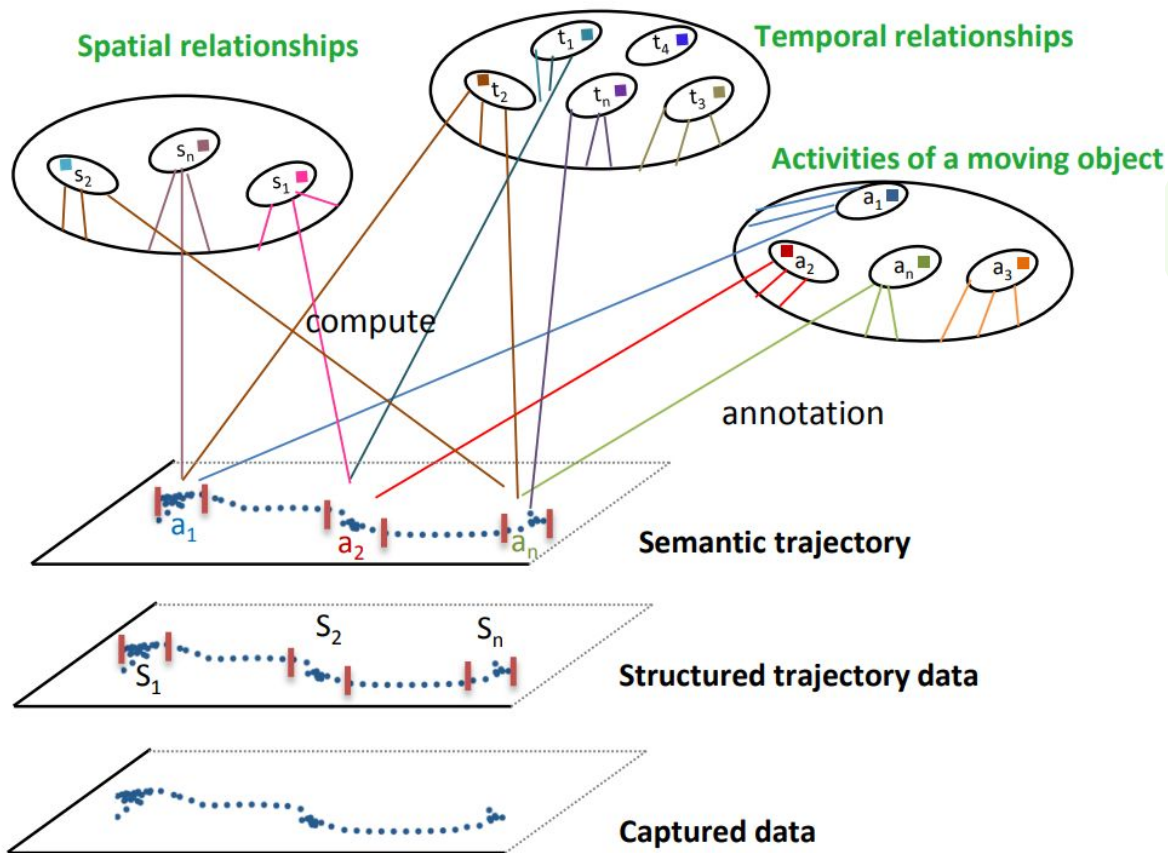 Spatial relationships
Temporal relationships
t₁
t₄
t₂
tₙ
t₃
sₙ
s₂
s₁
Activities of a moving object
a₁
a₂
aₙ
a₃
compute
annotation
a₁
a₂
aₙ
Semantic trajectory
S₁
S₂
Sₙ
Structured trajectory data
Captured data